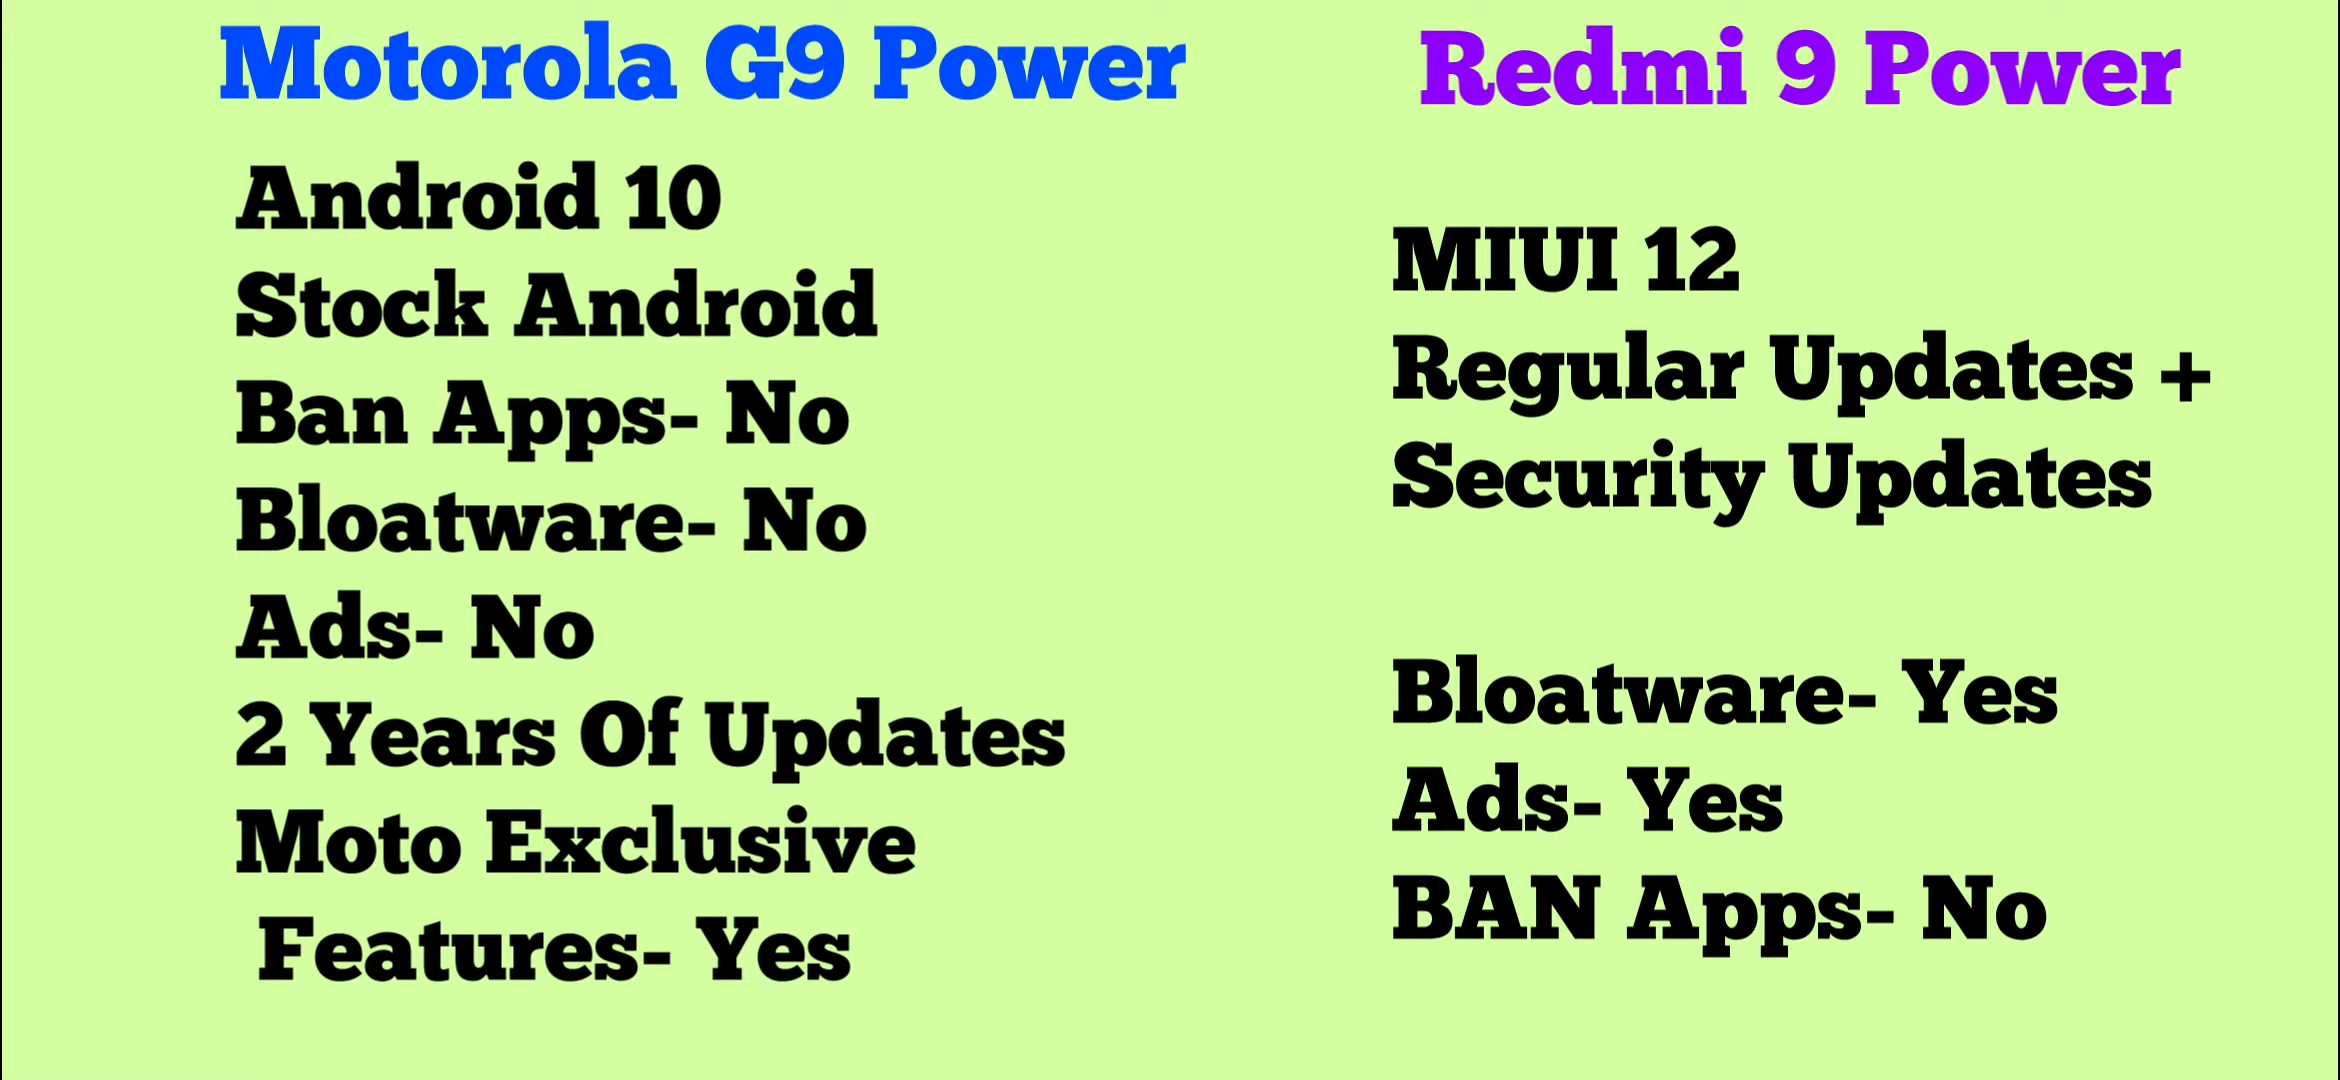 Motorola G9 Power
Android 10
Stock Android
Ban Apps- No
Bloatware- No
Ads- No
2 Years Of Updates
Moto Exclusive
Features- Yes
Redmi 9 Power
MIUI 12
Regular Updates +
Security Updates
Bloatware- Yes
Ads- Yes
BAN Apps- No